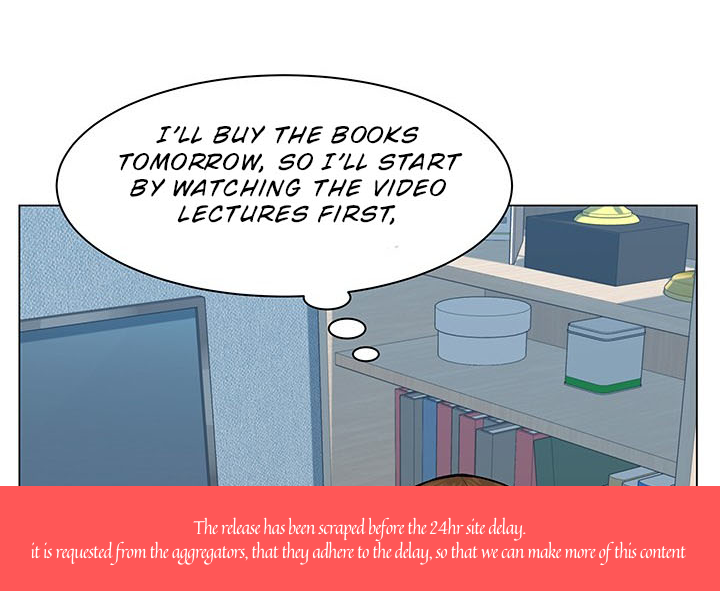 I'LL BUY THE BOOKS
TOMORROW, SO I'LL START
BY WATCHING THE VIDEO
LECTURES FIRST,
The release has been scraped before the 24hr site delay.
it is requested from the aggregators, that they adhere to the delay, so that we can make more of this content